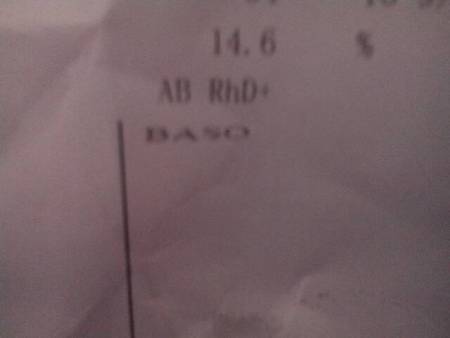 14.6 %
AB RhD+
BASO